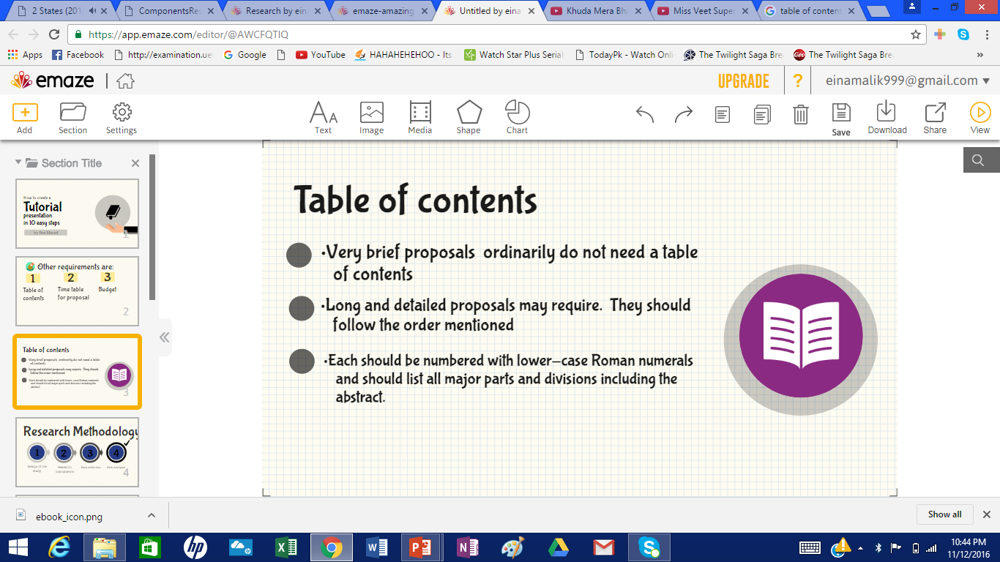 2 States (201
ComponentsRes
Research by ein
emaze-amazing
Untitled by eina
Khuda Mera Bhi
Miss Veet Super
table of content
https://app.emaze.com/editor/@AWCFQTIQ
Apps
Facebook
http://examination.ue
Google
YouTube
HAHAHEHEHOO - Its
Watch Star Plus Serial
TodayPk - Watch Onli
The Twilight Saga Bre
The Twilight Saga Bre
emaze
UPGRADE
?
einamalik999@gmail.com
Add
Section
Settings
Text
Image
Media
Shape
Chart
Save
Download
Share
View
Section Title
How to create a
Tutorial
presentation
in 10 easy steps
1
Other requirements are:
1 2 3
Table of contents
Time table for proposal
Budget
2
Table of contents
Very brief proposals ordinarily do not need a table
of contents
Long and detailed proposals may require. They should
follow the order mentioned
Each should be numbered with lower-case Roman numerals
and should list all major parts and divisions including the
abstract.
3
Research Methodology
1 2 3 4
Design of the study
Research instruments
Data collection
Data Analysis
4
Table of contents
•Very brief proposals ordinarily do not need a table
of contents
•Long and detailed proposals may require. They should
follow the order mentioned
•Each should be numbered with lower-case Roman numerals
and should list all major parts and divisions including the
abstract.
ebook_icon.png
Show all
10:44 PM
11/12/2016